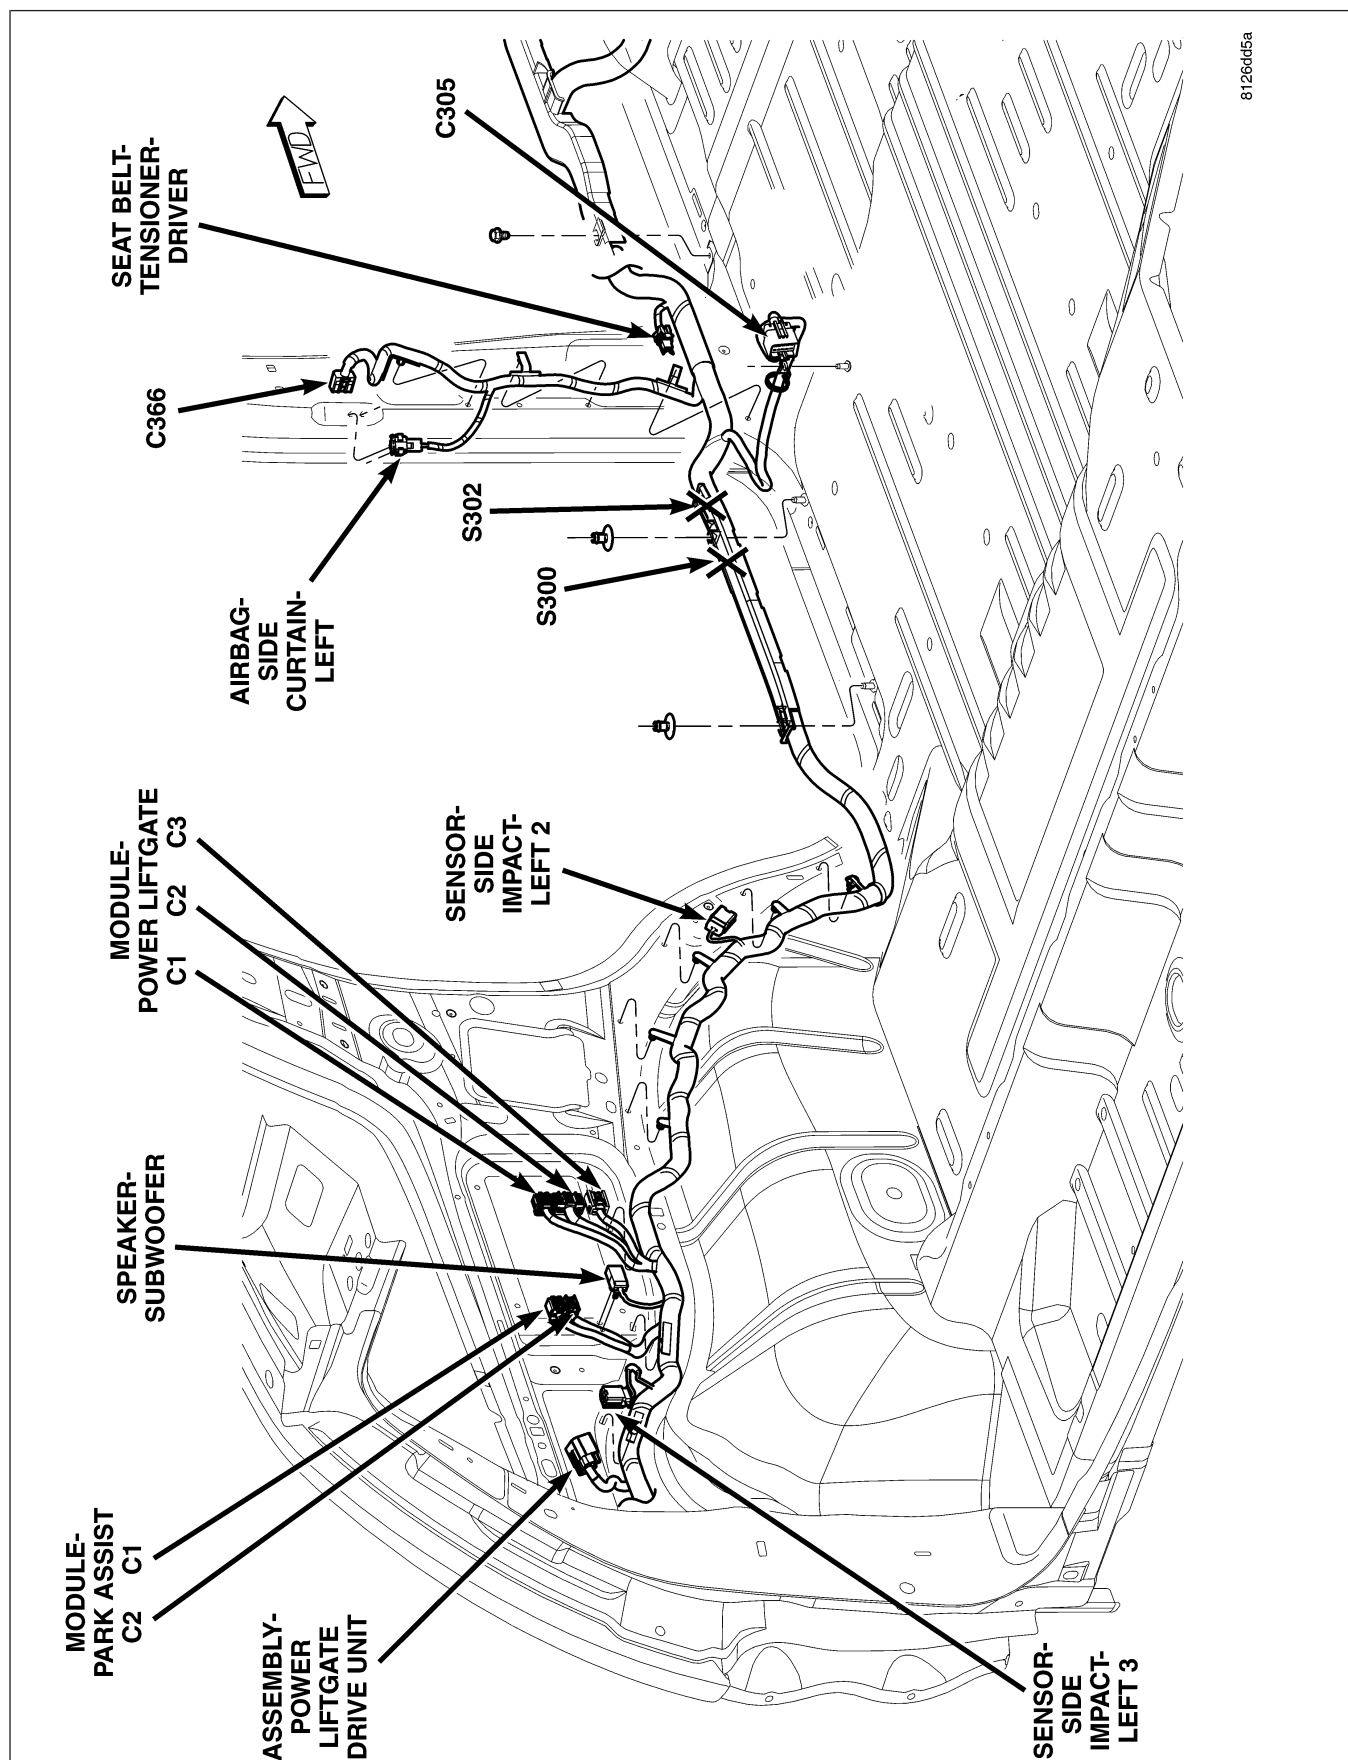 MODULE-
PARK ASSIST
C2 C1
SPEAKER-
SUBWOOFER
MODULE-
POWER LIFTGATE
C1 C2 C3
SEAT BELT-
TENSIONER-
DRIVER
C366
AIRBAG-
SIDE
CURTAIN-
LEFT
FWD
ASSEMBLY-
POWER
LIFTGATE
DRIVE UNIT
C305
SENSOR-
SIDE
IMPACT-
LEFT 2
S302
S300
SENSOR-
SIDE
IMPACT-
LEFT 3
8126dd5a